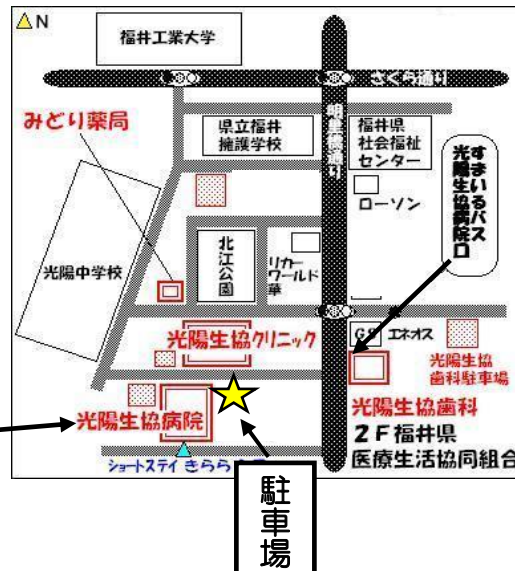 N
福井工業大学
さくら通り
みどり薬局
県立福井
擁護学校
明里橋通り
福井県
社会福祉
センター
すまいるバス
光陽生協病院口
ローソン
光陽中学校
北江公園
リカー
ワールド
華
光陽生協クリニック
GS エネオス
光陽生協
歯科駐車場
光陽生協病院
光陽生協歯科
2F福井県
医療生活協同組合
ショートステイ きらら
駐車場